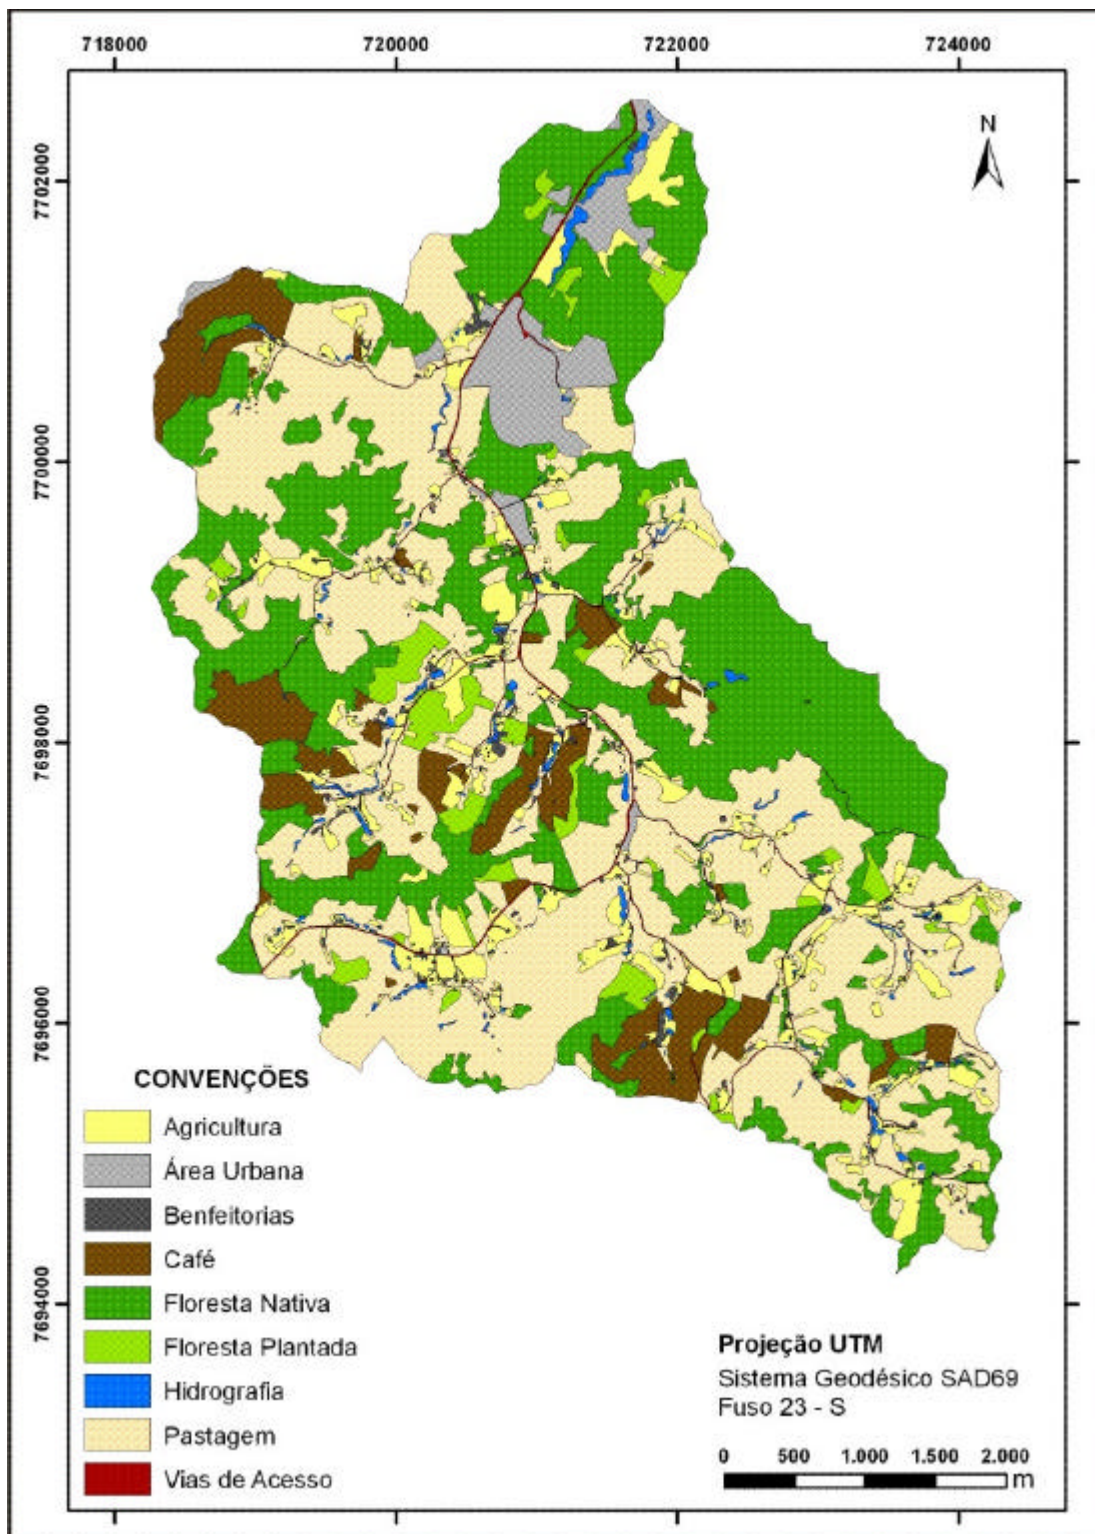 718000 720000 722000 724000
N
7702000
7700000
7698000
7696000
7694000
CONVENÇÕES
Agricultura
Área Urbana
Benfeitorias
Café
Floresta Nativa
Floresta Plantada
Hidrografia
Pastagem
Vias de Acesso
Projeção UTM
Sistema Geodésico SAD69
Fuso 23 - S
0 500 1.000 1.500 2.000
m